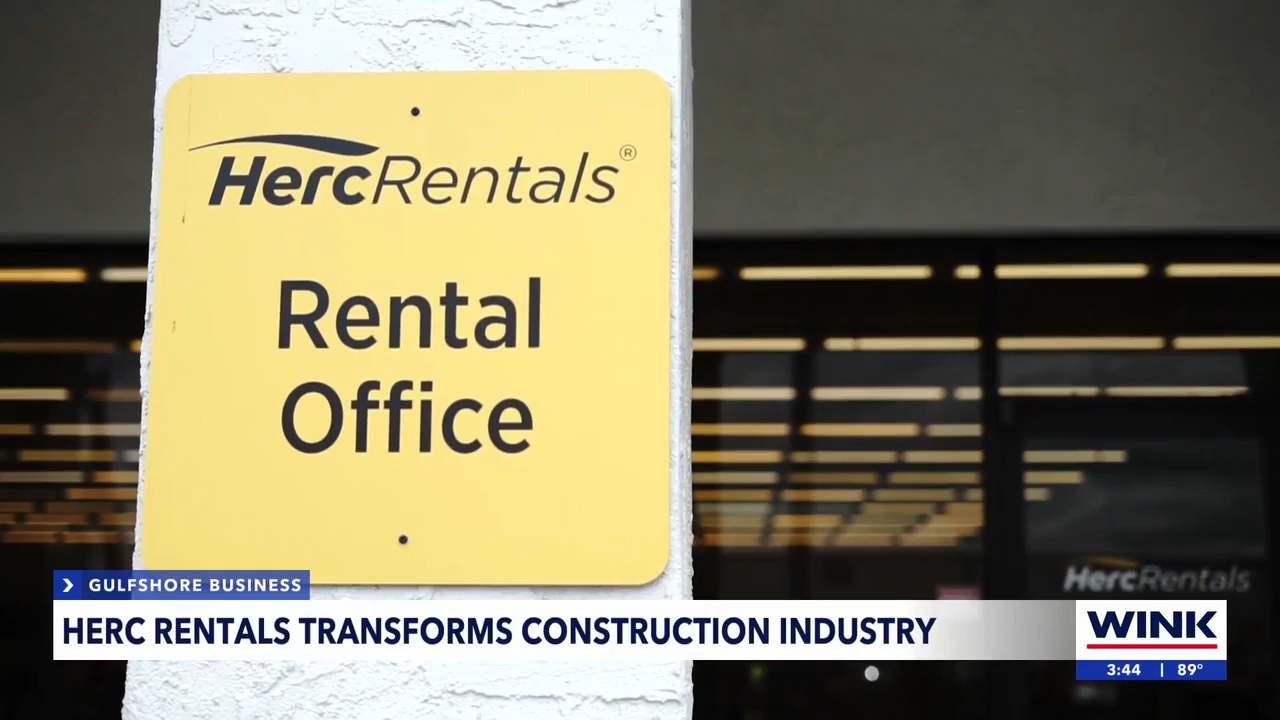 HercRentals®
Rental
Office
HercRentals
GULFSHORE BUSINESS
HERC RENTALS TRANSFORMS CONSTRUCTION INDUSTRY
WINK
3:44 | 89°